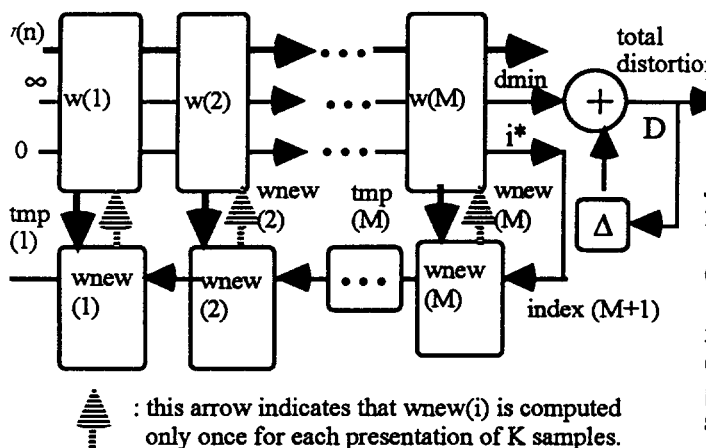 r(n)
∞
0
w(1)
w(2)
• • •
• • •
• • •
w(M)
dmin
i*
+
total
distortion
D
Δ
tmp
(1)
wnew
(2)
tmp
(M)
wnew
(M)
wnew
(1)
wnew
(2)
• • •
wnew
(M)
index (M+1)
: this arrow indicates that wnew(i) is computed
only once for each presentation of K samples.